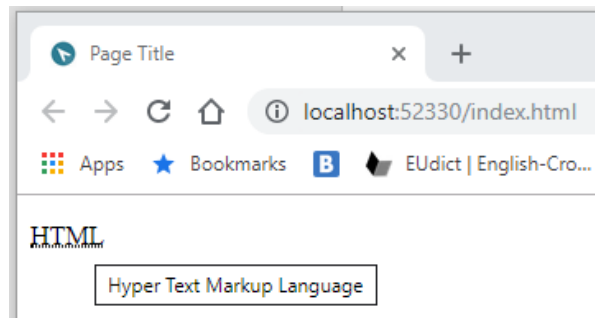 Page Title
localhost:52330/index.html
Apps Bookmarks B EUdict | English-Cro...
HTML
Hyper Text Markup Language